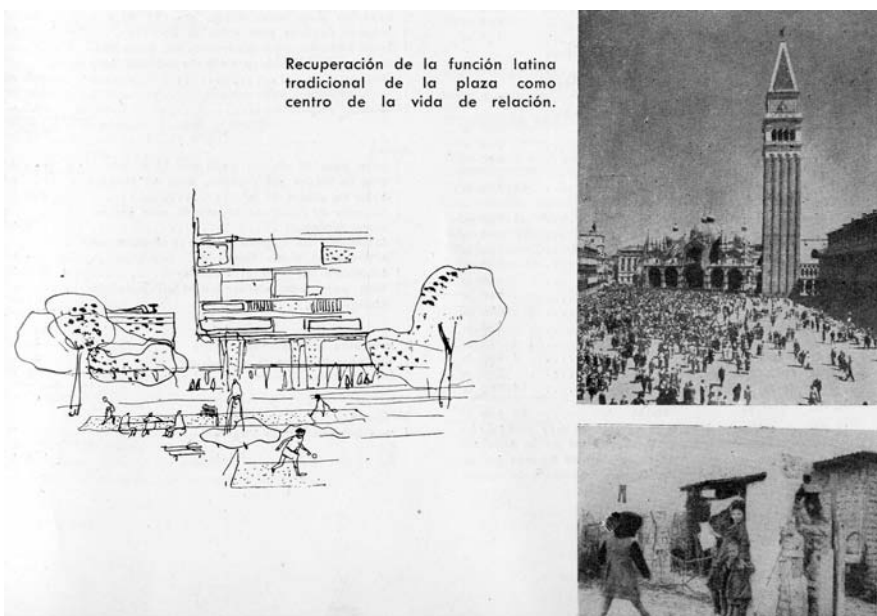 Recuperación de la función latina
tradicional de la plaza como
centro de la vida de relación.